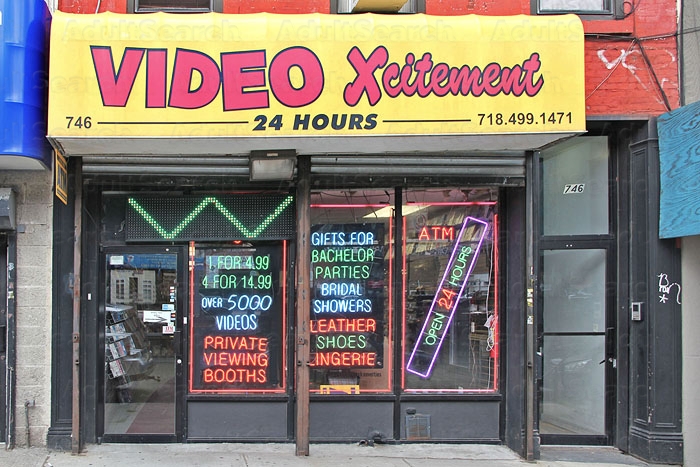 VIDEO Xcitement
746
24 HOURS
718.499.1471
746
1 FOR 4.99
4 FOR 14.99
OVER 5000
VIDEOS
PRIVATE
VIEWING
BOOTHS
GIFTS FOR
BACHELOR
PARTIES
BRIDAL
SHOWERS
LEATHER
SHOES
LINGERIE
ATM
OPEN 24 HOURS
AdultSearch